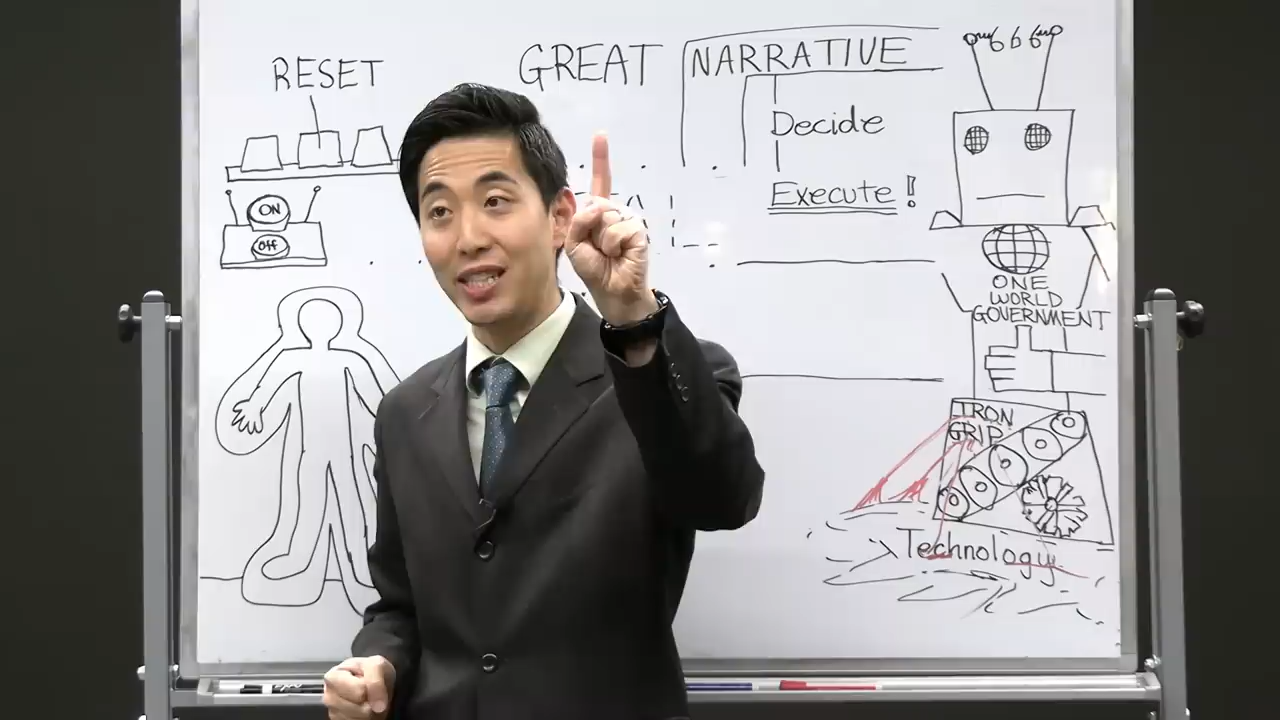 RESET
GREAT NARRATIVE
666
Decide
Execute!
ON
Off
ONE
WORLD
GOVERNMENT
IRON
GRIP
Technology